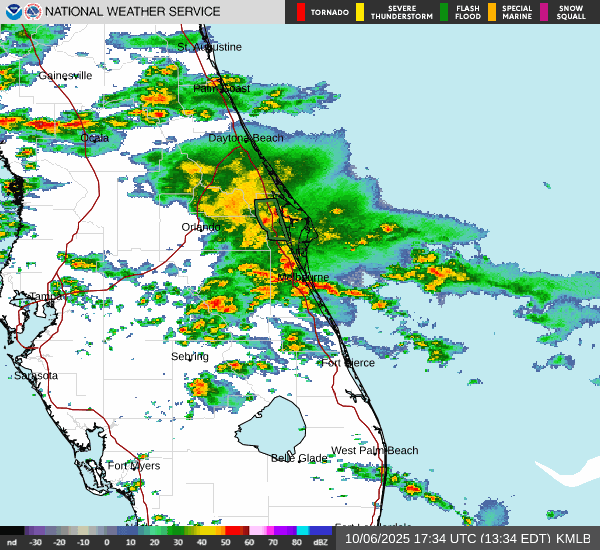 NATIONAL WEATHER SERVICE
TORNADO
SEVERE THUNDERSTORM
FLASH FLOOD
SPECIAL MARINE
SNOW SQUALL
St. Augustine
Gainesville
Palm Coast
Ocala
Daytona Beach
Orlando
Melbourne
Tampa
Sebring
Fort Pierce
Sarasota
West Palm Beach
Belle Glade
Fort Myers
nd -30 -20 -10 0 10 20 30 40 50 60 70 80 dBZ
10/06/2025 17:34 UTC (13:34 EDT) KMLB